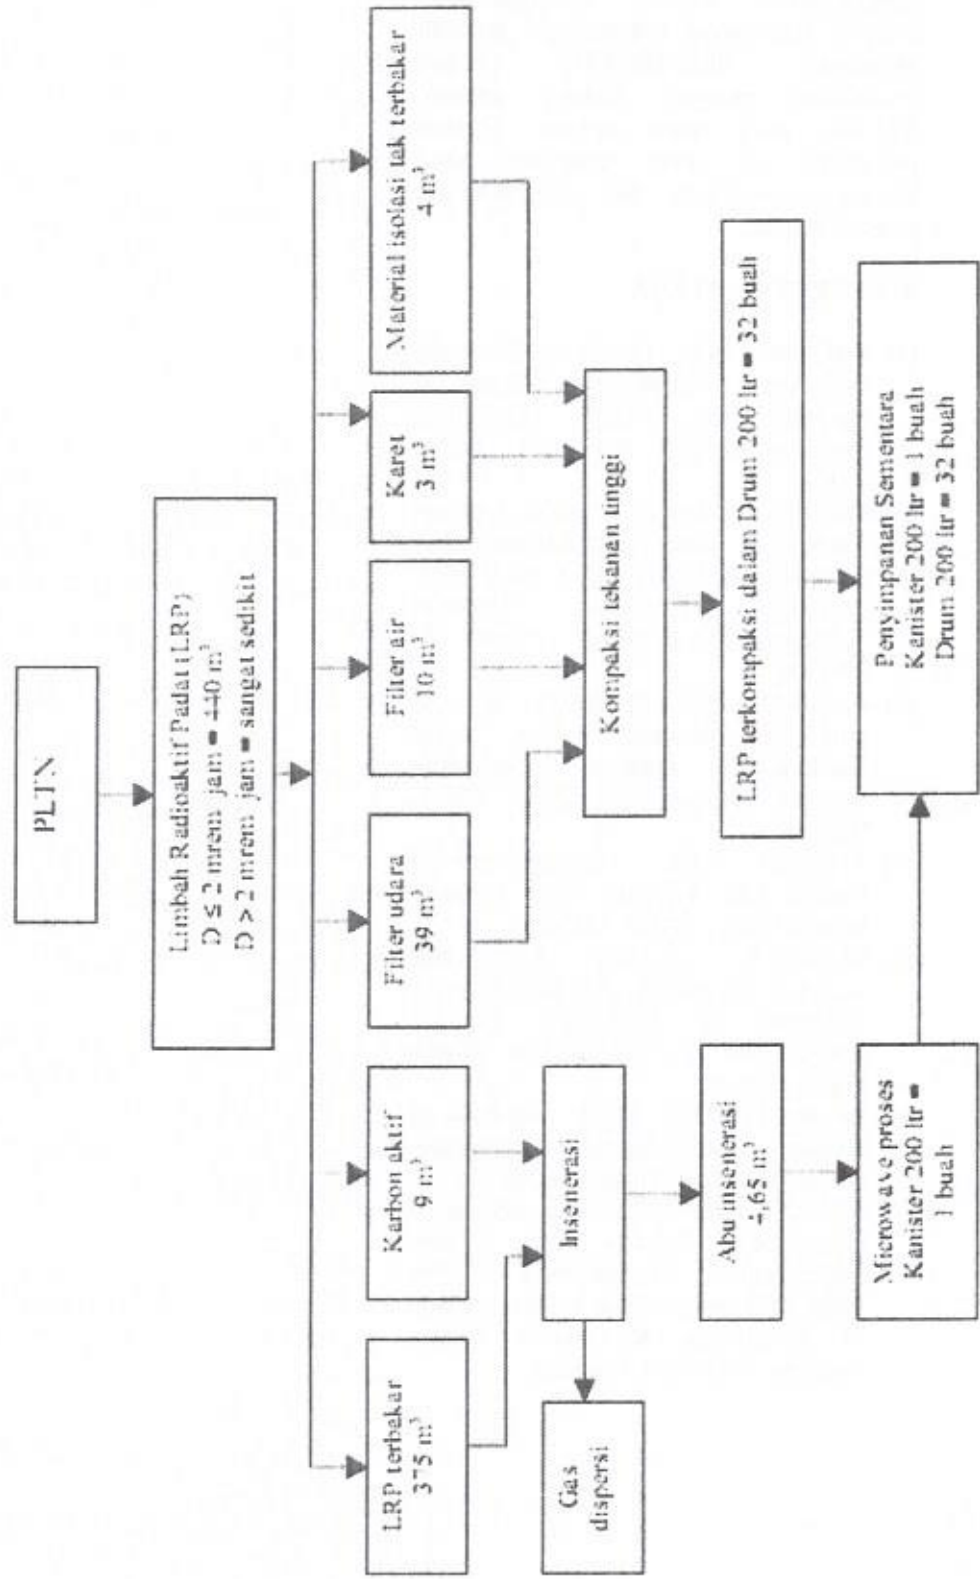 PLTN
Limbah Radioaktif Padat (LRP)
D ≤ 2 mrem/jam = 440 m³
D > 2 mrem/jam = sangat sedikit
LRP terbakar
375 m³
Karbon aktif
9 m³
Filter udara
39 m³
Filter air
10 m³
Karet
3 m³
Material isolasi tak terbakar
4 m³
Gas
dispersi
Insenerasi
Kompaksi tekanan tinggi
Abu insenerasi
4,65 m³
LRP terkompaksi dalam Drum 200 ltr = 32 buah
Microwave proses
Kanister 200 ltr =
1 buah
Penyimpanan Sementara
Kanister 200 ltr = 1 buah
Drum 200 ltr = 32 buah